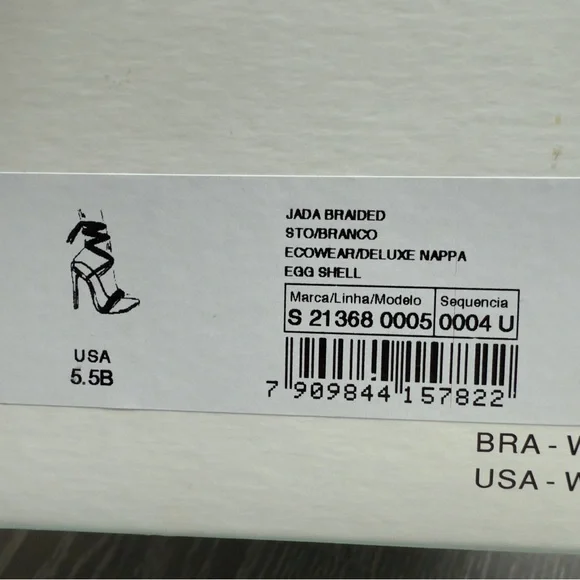 JADA BRAIDED
STO/BRANCO
ECOWEAR/DELUXE NAPPA
EGG SHELL
Marca/Linha/Modelo Sequencia
S 21368 0005 0004 U
USA
5.5B
7 909844 157822
BRA -
USA -